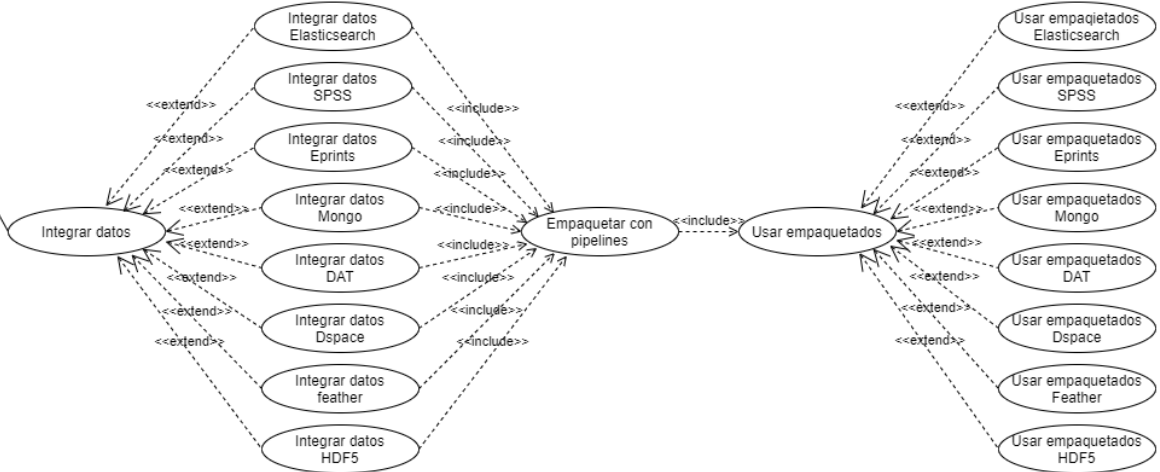 Integrar datos
Elasticsearch
Usar empaqietados
Elasticsearch
Integrar datos
SPSS
Usar empaquetados
SPSS
<<extend>>
<<include>>
<<extend>>
<<extend>>
<<include>>
<<extend>>
Integrar datos
Eprints
Usar empaquetados
Eprints
<<extend>>
<<include>>
<<extend>>
Integrar datos
Mongo
Usar empaquetados
Mongo
<<extend>>
<<include>>
<<extend>>
Integrar datos
Empaquetar con
pipelines
<<include>>
Usar empaquetados
<<extend>>
<<include>>
<<extend>>
Integrar datos
DAT
Usar empaquetados
DAT
<<extend>>
<<include>>
<<extend>>
Integrar datos
Dspace
Usar empaquetados
Dspace
<<extend>>
<<include>>
<<extend>>
<<extend>>
<<include>>
<<extend>>
Integrar datos
feather
Usar empaquetados
Feather
Integrar datos
HDF5
Usar empaquetados
HDF5